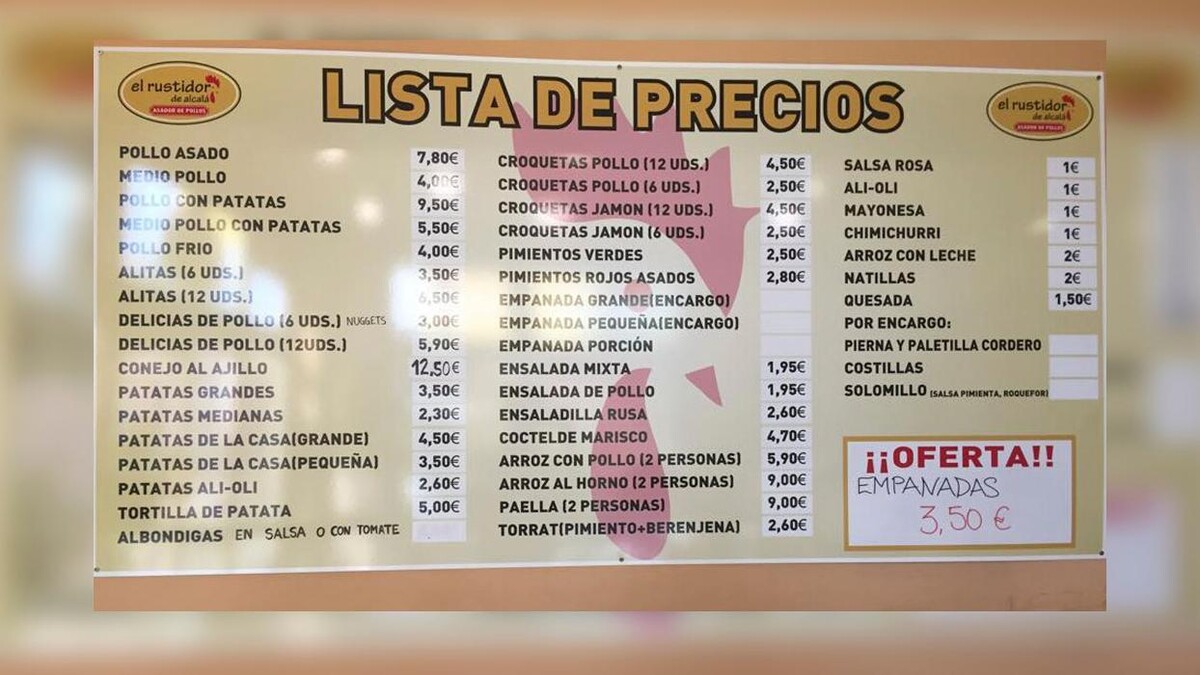 el rustidor
de alcalá
ASADOR DE POLLOS
LISTA DE PRECIOS
el rustidor
de alcalá
ASADOR DE POLLOS
POLLO ASADO 7,80€
MEDIO POLLO 4,00€
POLLO CON PATATAS 9,50€
MEDIO POLLO CON PATATAS 5,50€
POLLO FRIO 4,00€
ALITAS (6 UDS.) 3,50€
ALITAS (12 UDS.) 6,50€
DELICIAS DE POLLO (6 UDS.) NUGGETS 3,00€
DELICIAS DE POLLO (12UDS.) 5,90€
CONEJO AL AJILLO 12,50€
PATATAS GRANDES 3,50€
PATATAS MEDIANAS 2,30€
PATATAS DE LA CASA(GRANDE) 4,50€
PATATAS DE LA CASA(PEQUEÑA) 3,50€
PATATAS ALI-OLI 2,60€
TORTILLA DE PATATA 5,00€
ALBONDIGAS EN SALSA O CON TOMATE
CROQUETAS POLLO (12 UDS.) 4,50€
CROQUETAS POLLO (6 UDS.) 2,50€
CROQUETAS JAMON (12 UDS.) 4,50€
CROQUETAS JAMON (6 UDS.) 2,50€
PIMIENTOS VERDES 2,50€
PIMIENTOS ROJOS ASADOS 2,80€
EMPANADA GRANDE(ENCARGO)
EMPANADA PEQUEÑA(ENCARGO)
EMPANADA PORCIÓN
ENSALADA MIXTA 1,95€
ENSALADA DE POLLO 1,95€
ENSALADILLA RUSA 2,60€
COCTEL DE MARISCO 4,70€
ARROZ CON POLLO (2 PERSONAS) 5,90€
ARROZ AL HORNO (2 PERSONAS) 9,00€
PAELLA (2 PERSONAS) 9,00€
TORRAT(PIMIENTO+BERENJENA) 2,60€
SALSA ROSA 1€
ALI-OLI 1€
MAYONESA 1€
CHIMICHURRI 1€
ARROZ CON LECHE 2€
NATILLAS 2€
QUESADA 1,50€
POR ENCARGO:
PIERNA Y PALETILLA CORDERO
COSTILLAS
SOLOMILLO (SALSA PIMIENTA, ROQUEFOR)
¡¡OFERTA!!
EMPANADAS
3,50 €